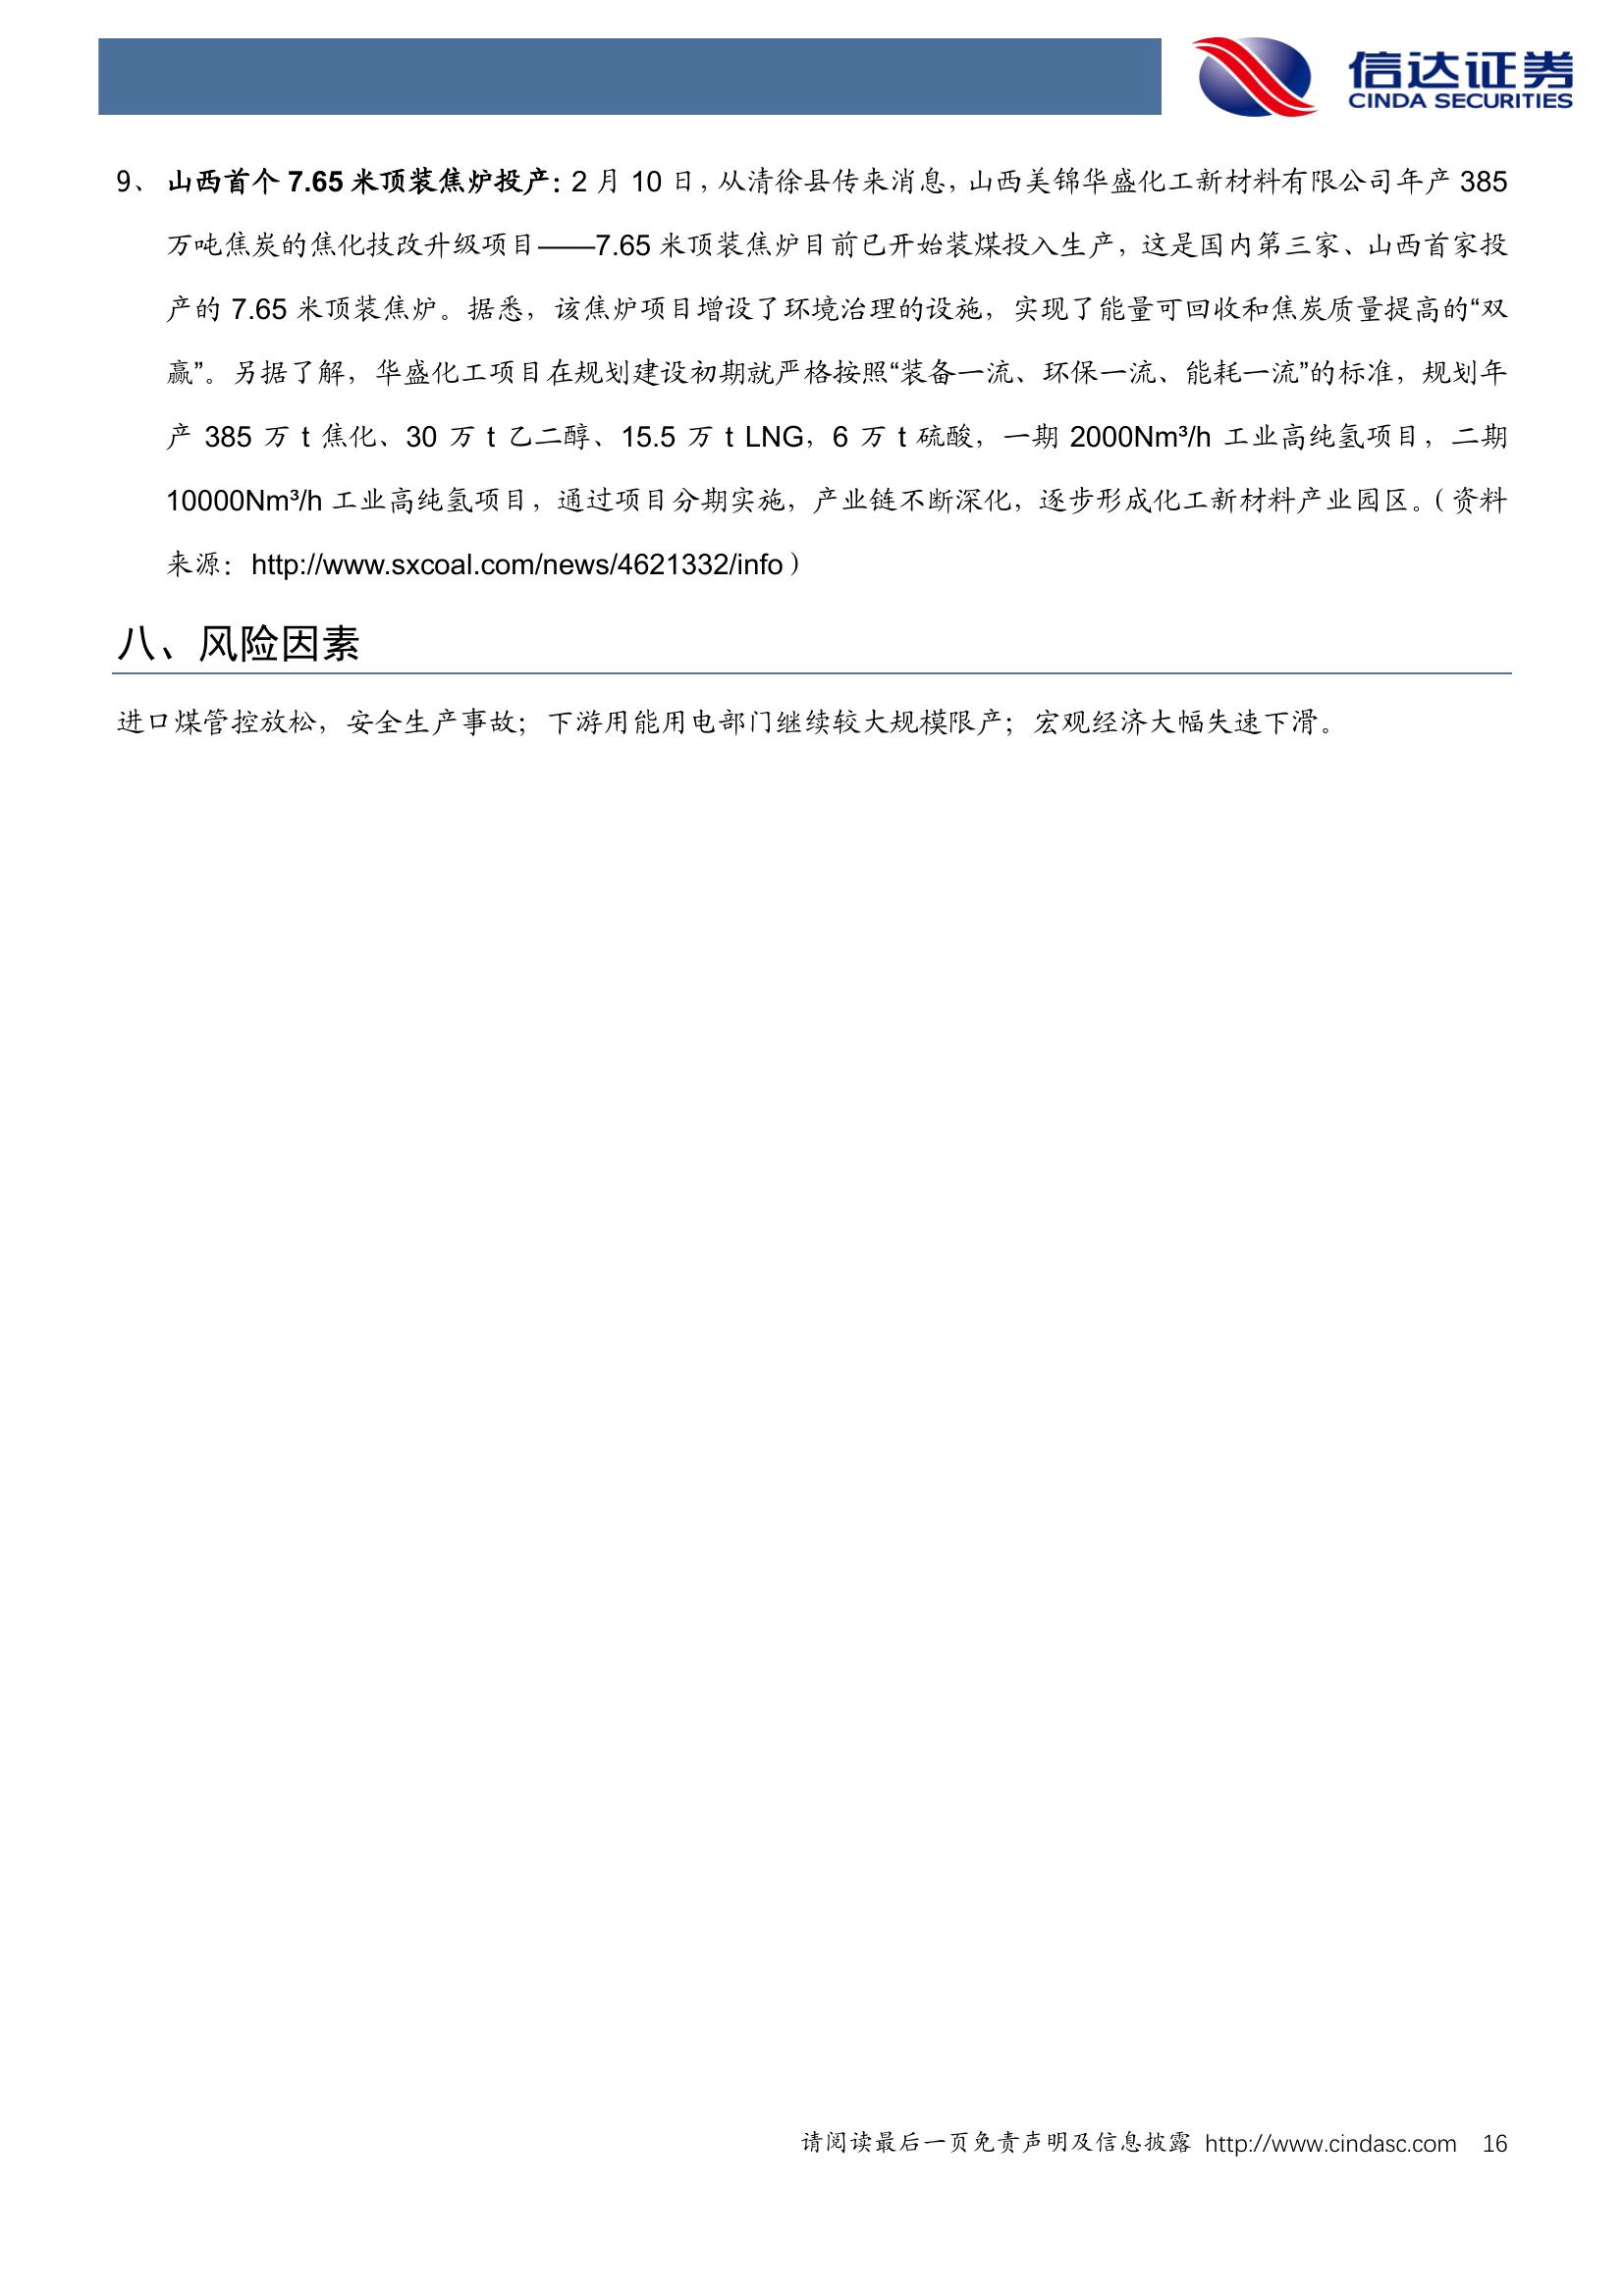 信达证券
CINDA SECURITIES
9、 山西首个 7.65 米顶装焦炉投产：2 月 10 日，从清徐县传来消息，山西美锦华盛化工新材料有限公司年产 385
万吨焦炭的焦化技改升级项目——7.65 米顶装焦炉目前已开始装煤投入生产，这是国内第三家、山西首家投
产的 7.65 米顶装焦炉。据悉，该焦炉项目增设了环境治理的设施，实现了能量可回收和焦炭质量提高的“双
赢”。另据了解，华盛化工项目在规划建设初期就严格按照“装备一流、环保一流、能耗一流”的标准，规划年
产 385 万 t 焦化、30 万 t 乙二醇、15.5 万 t LNG，6 万 t 硫酸，一期 2000Nm³/h 工业高纯氢项目，二期
10000Nm³/h 工业高纯氢项目，通过项目分期实施，产业链不断深化，逐步形成化工新材料产业园区。（资料
来源：http://www.sxcoal.com/news/4621332/info）
八、风险因素
进口煤管控放松，安全生产事故；下游用能用电部门继续较大规模限产；宏观经济大幅失速下滑。
请阅读最后一页免责声明及信息披露 http://www.cindasc.com 16